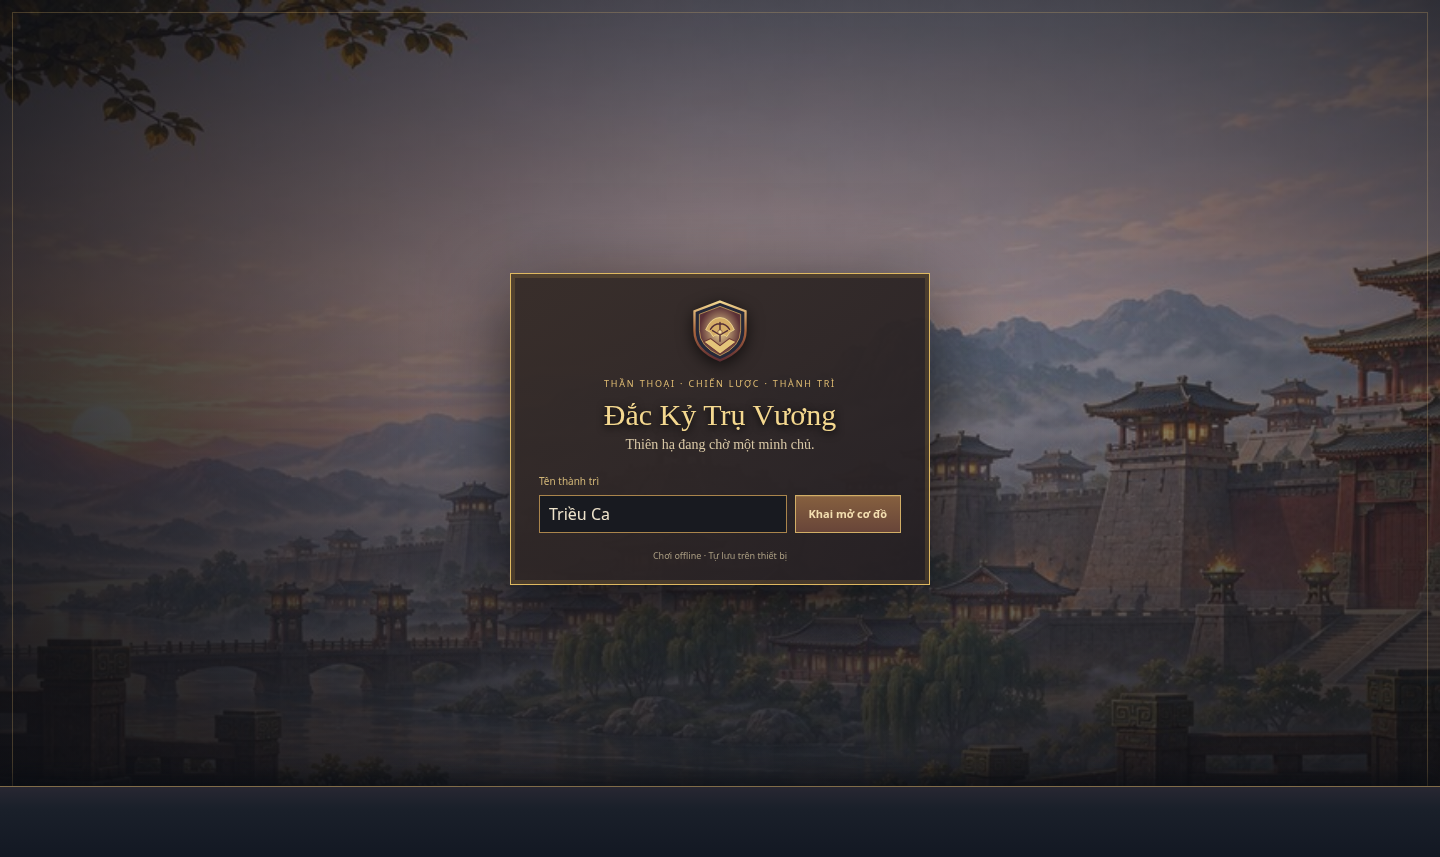 THẦN THOẠI · CHIẾN LƯỢC · THÀNH TRÌ
Đắc Kỷ Trụ Vương
Thiên hạ đang chờ một minh chủ.
Tên thành trì
Triều Ca
Khai mở cơ đồ
Chơi offline · Tự lưu trên thiết bị